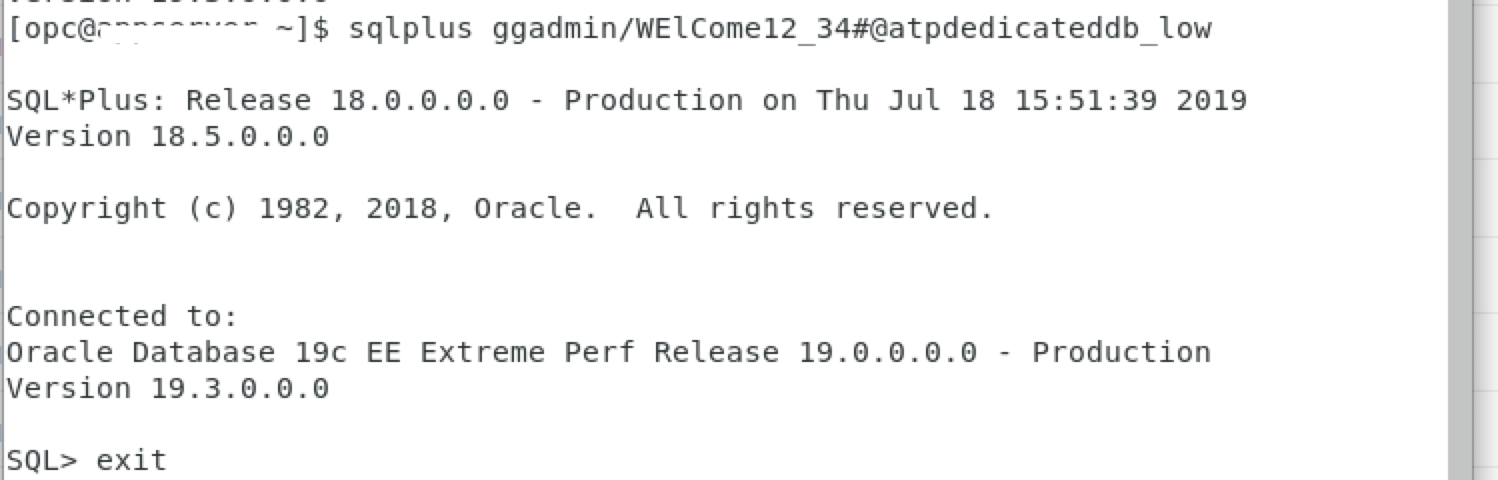 [opc@ ~]$ sqlplus ggadmin/WElCome12_34#@atpdedicateddb_low
SQL*Plus: Release 18.0.0.0.0 - Production on Thu Jul 18 15:51:39 2019
Version 18.5.0.0.0
Copyright (c) 1982, 2018, Oracle.  All rights reserved.
Connected to:
Oracle Database 19c EE Extreme Perf Release 19.0.0.0.0 - Production
Version 19.3.0.0.0
SQL> exit